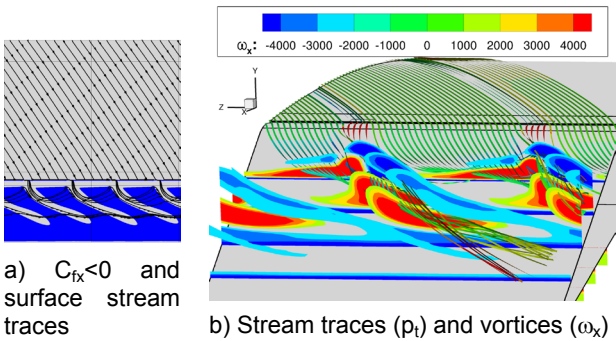 ωx: -4000 -3000 -2000 -1000 0 1000 2000 3000 4000
Y
Z
X
a) Cfx<0 and
surface stream
traces
b) Stream traces (pt) and vortices (ωx)